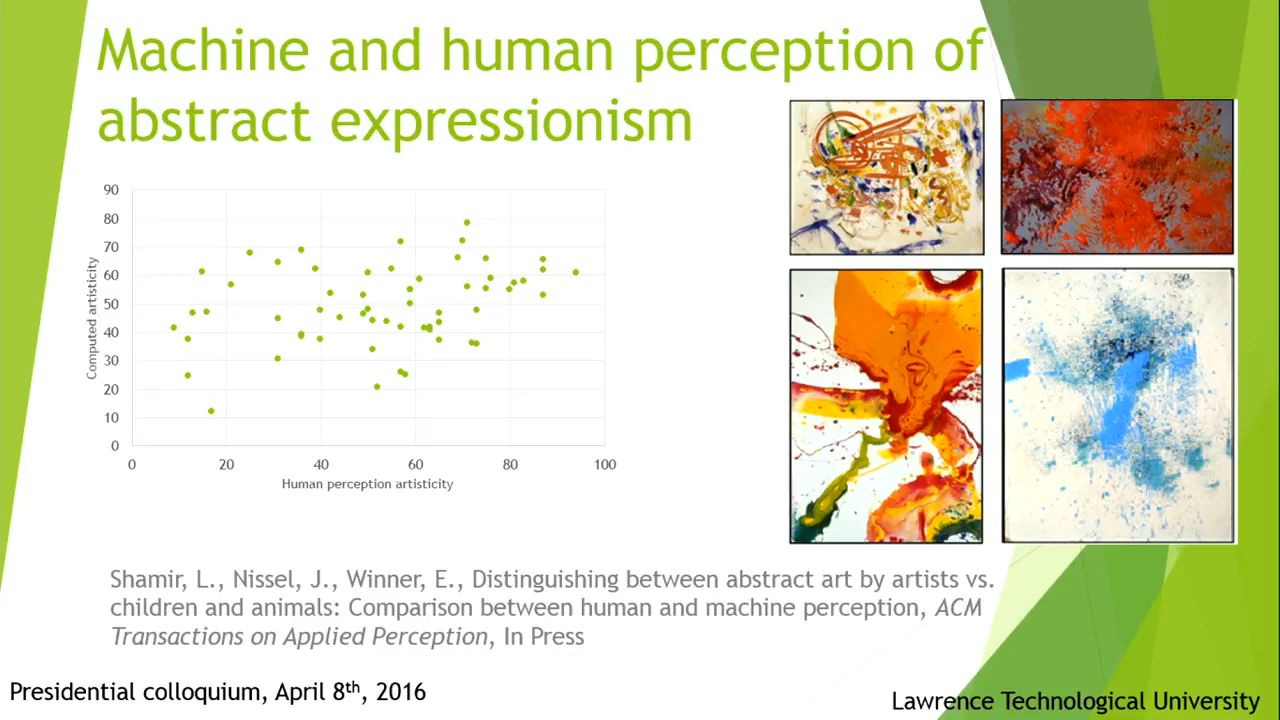 Machine and human perception of
abstract expressionism
90
80
70
60
50
40
30
20
10
0
Computed artisticity
0 20 40 60 80 100
Human perception artisticity
Shamir, L., Nissel, J., Winner, E., Distinguishing between abstract art by artists vs.
children and animals: Comparison between human and machine perception, ACM
Transactions on Applied Perception, In Press
Presidential colloquium, April 8th, 2016
Lawrence Technological University